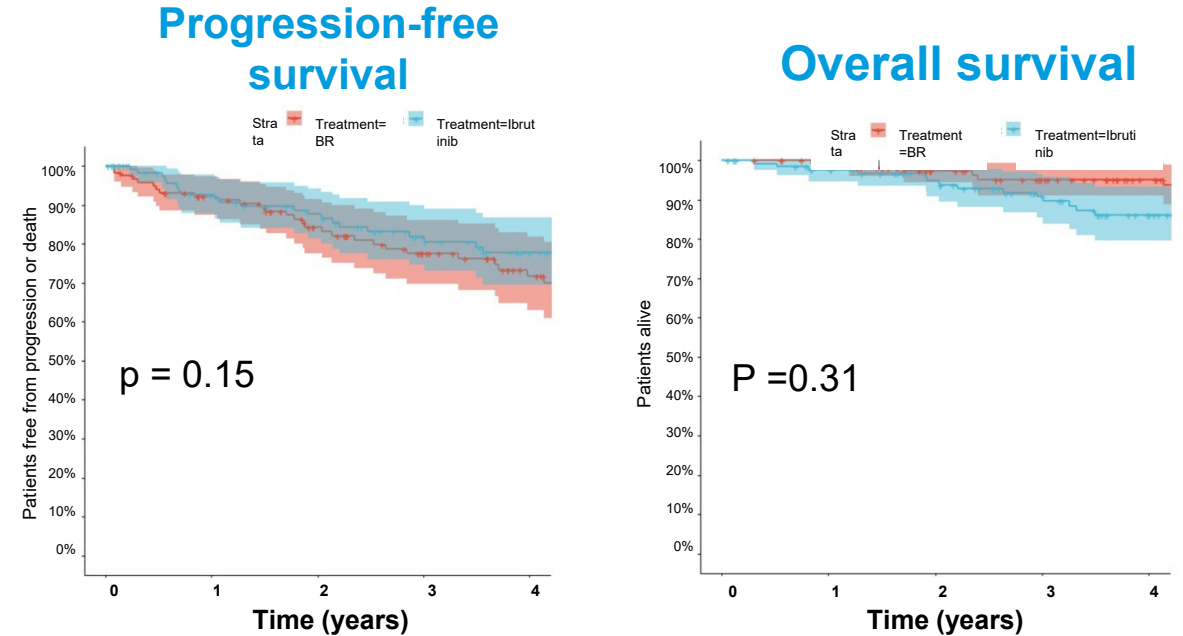 Progression-free
survival
Stra
ta
Treatment=
BR
Treatment=Ibrut
inib
Patients free from progression or death
100%
90%
80%
70%
60%
50%
40%
30%
20%
10%
0%
p = 0.15
0 1 2 3 4
Time (years)
Overall survival
Stra
ta
Treatment
=BR
Treatment=Ibruti
nib
Patients alive
100%
90%
80%
70%
60%
50%
40%
30%
20%
10%
0%
P =0.31
0 1 2 3 4
Time (years)